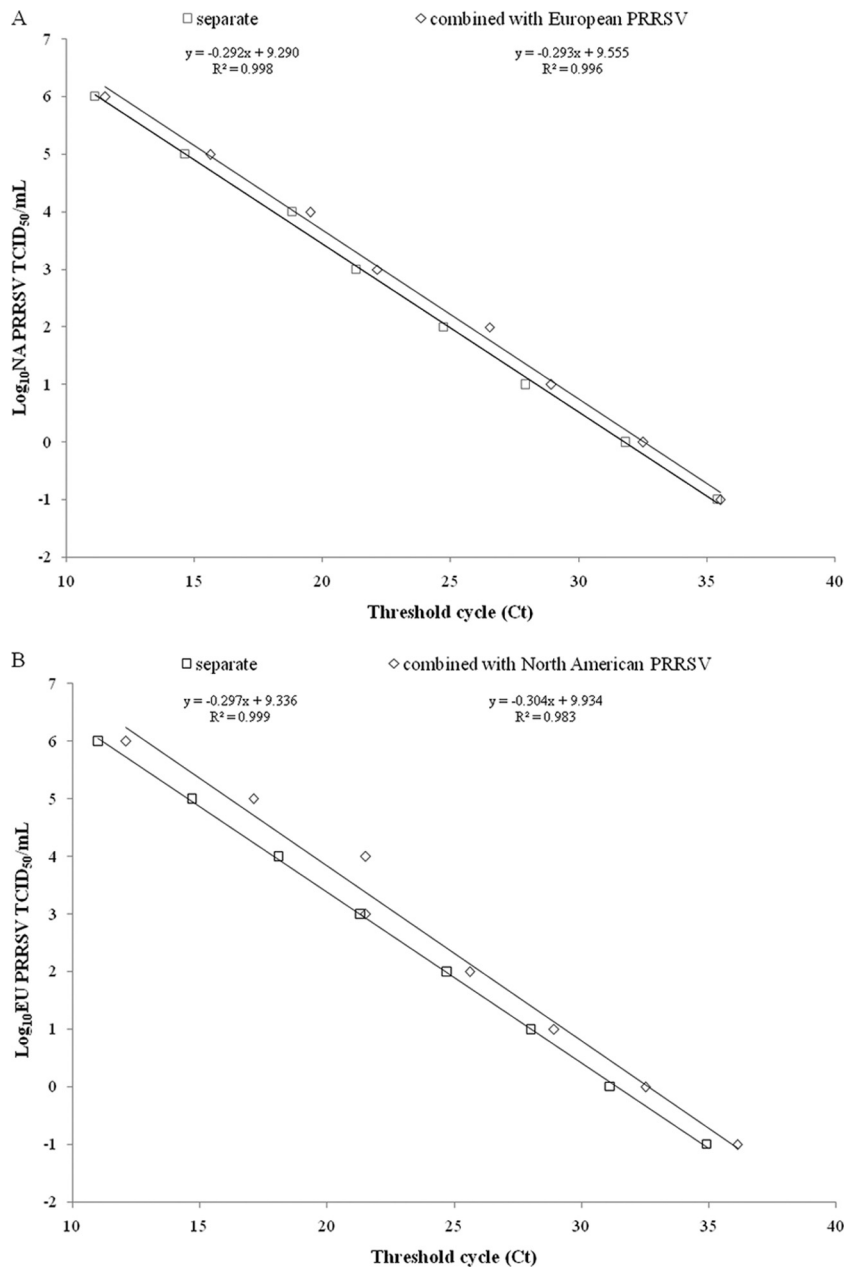 A
separate
combined with European PRRSV
y = -0.292x + 9.290
R² = 0.998
y = -0.293x + 9.555
R² = 0.996
7
6
5
4
3
2
1
0
-1
-2
Log₁₀NA PRRSV TCID₅₀/mL
10
15
20
25
30
35
40
Threshold cycle (Ct)
B
separate
combined with North American PRRSV
y = -0.297x + 9.336
R² = 0.999
y = -0.304x + 9.934
R² = 0.983
7
6
5
4
3
2
1
0
-1
-2
Log₁₀EU PRRSV TCID₅₀/mL
10
15
20
25
30
35
40
Threshold cycle (Ct)